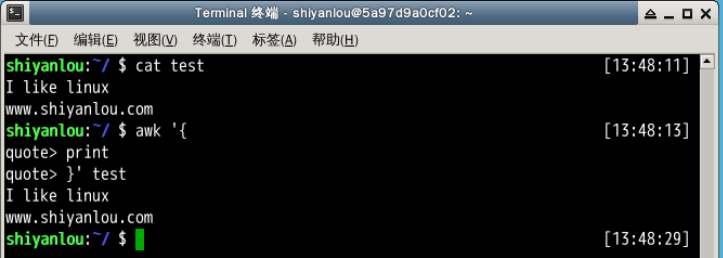 Terminal 终端 - shiyanlou@5a97d9a0cf02: ~
文件(F) 编辑(E) 视图(V) 终端(T) 标签(A) 帮助(H)
shiyanlou:~/ $ cat test [13:48:11]
I like linux
www.shiyanlou.com
shiyanlou:~/ $ awk '{ [13:48:13]
quote> print
quote> }' test
I like linux
www.shiyanlou.com
shiyanlou:~/ $ [13:48:29]